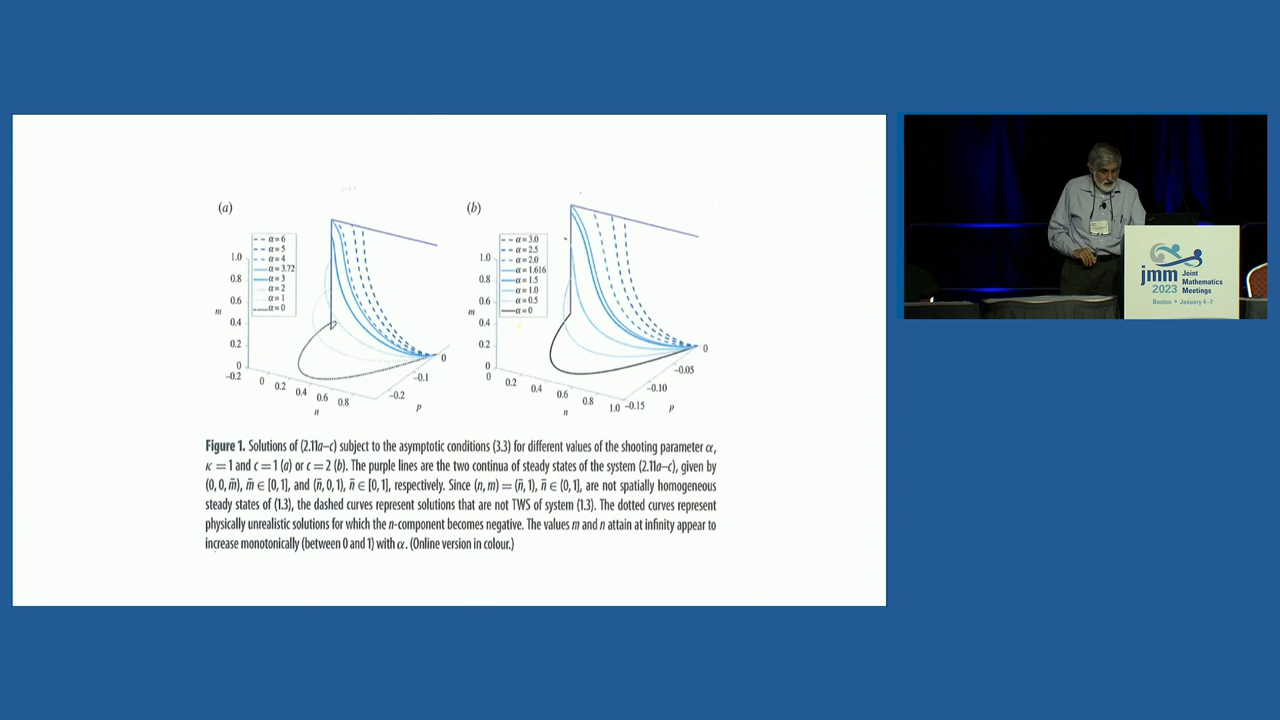 (a)
α = 6
α = 5
α = 4
α = 3.72
α = 3
α = 2
α = 1
α = 0
1.0
0.8
0.6
m
0.4
0.2
0
−0.2
0
0.2
0.4
0.6
0.8
n
0
−0.1
−0.2
p
(b)
α = 3.0
α = 2.5
α = 2.0
α = 1.616
α = 1.5
α = 1.0
α = 0.5
α = 0
1.0
0.8
0.6
m
0.4
0.2
0
0
0.2
0.4
0.6
0.8
1.0
n
0
−0.05
−0.10
−0.15
p
Figure 1. Solutions of (2.11a–c) subject to the asymptotic conditions (3.3) for different values of the shooting parameter α,
κ = 1 and c = 1 (a) or c = 2 (b). The purple lines are the two continua of steady states of the system (2.11a–c), given by
(0, 0, m̄), m̄ ∈ [0, 1], and (n̄, 0, 1), n̄ ∈ [0, 1], respectively. Since (n, m) = (n̄, 1), n̄ ∈ (0, 1], are not spatially homogeneous
steady states of (1.3), the dashed curves represent solutions that are not TWS of system (1.3). The dotted curves represent
physically unrealistic solutions for which the n-component becomes negative. The values m and n attain at infinity appear to
increase monotonically (between 0 and 1) with α. (Online version in colour.)
jmm
2023
Joint
Mathematics
Meetings
Boston • January 4–7